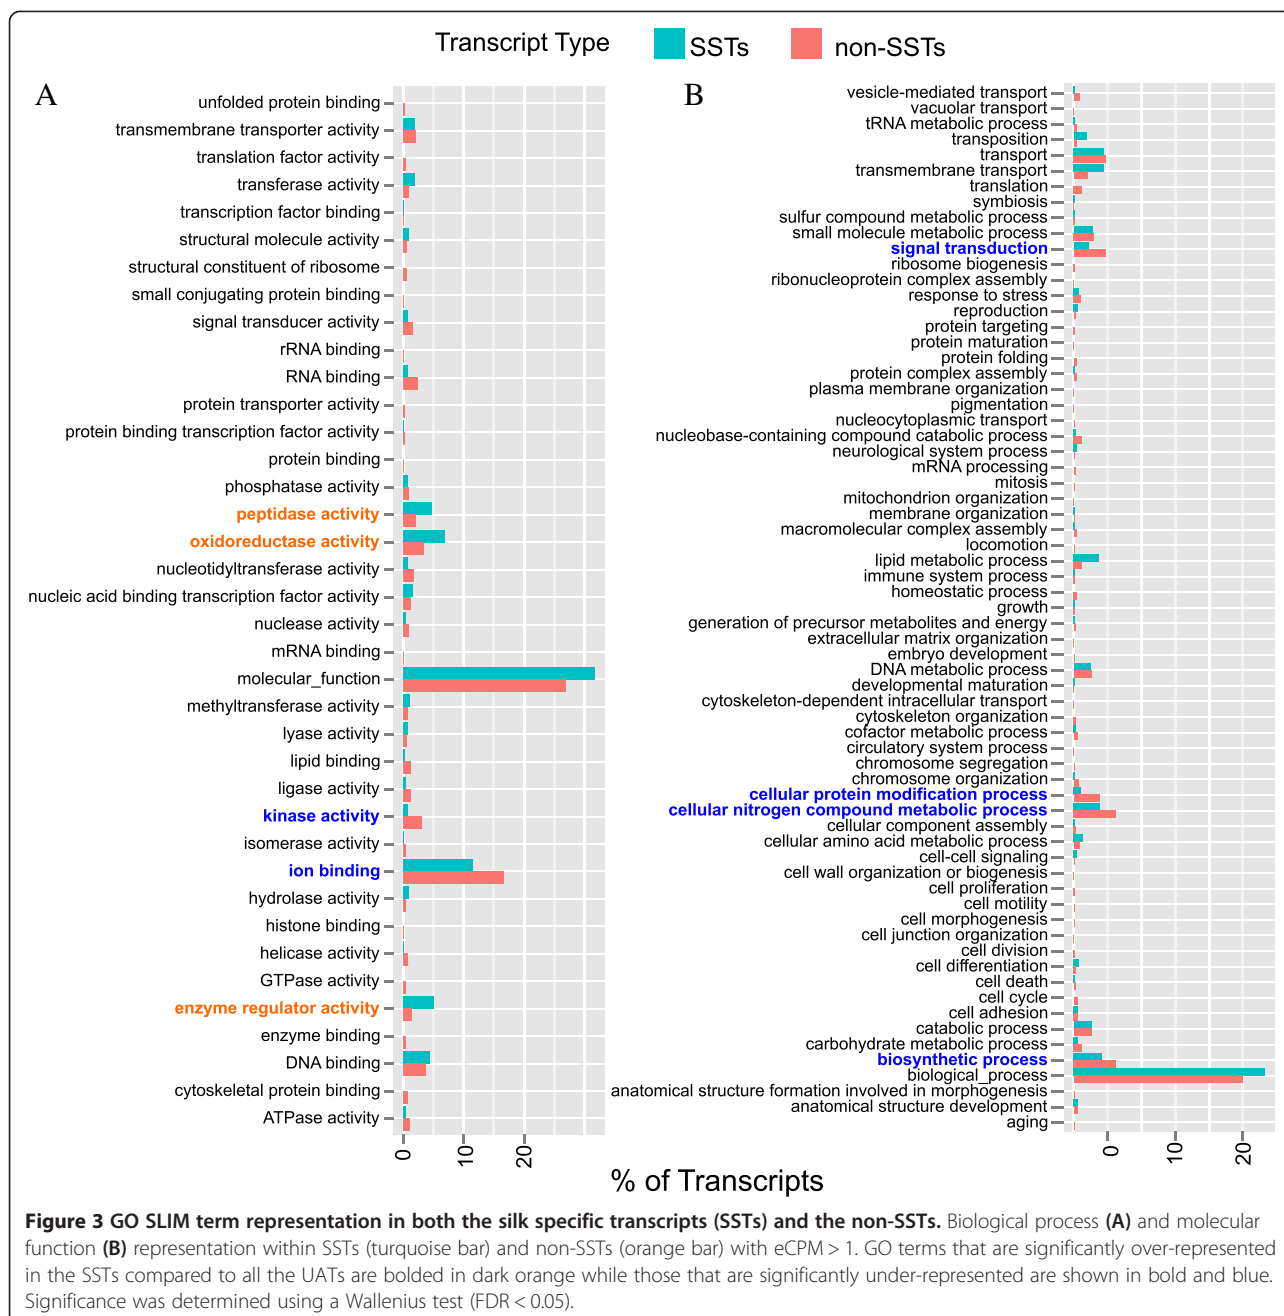 Transcript Type SSTs non-SSTs
A
unfolded protein binding
transmembrane transporter activity
translation factor activity
transferase activity
transcription factor binding
structural molecule activity
structural constituent of ribosome
small conjugating protein binding
signal transducer activity
rRNA binding
RNA binding
protein transporter activity
protein binding transcription factor activity
protein binding
phosphatase activity
peptidase activity
oxidoreductase activity
nucleotidyltransferase activity
nucleic acid binding transcription factor activity
nuclease activity
mRNA binding
molecular_function
methyltransferase activity
lyase activity
lipid binding
ligase activity
kinase activity
isomerase activity
ion binding
hydrolase activity
histone binding
helicase activity
GTPase activity
enzyme regulator activity
enzyme binding
DNA binding
cytoskeletal protein binding
ATPase activity
0 10 20
B
vesicle-mediated transport
vacuolar transport
tRNA metabolic process
transposition
transport
transmembrane transport
translation
symbiosis
sulfur compound metabolic process
small molecule metabolic process
signal transduction
ribosome biogenesis
ribonucleoprotein complex assembly
response to stress
reproduction
protein targeting
protein maturation
protein folding
protein complex assembly
plasma membrane organization
pigmentation
nucleocytoplasmic transport
nucleobase-containing compound catabolic process
neurological system process
mRNA processing
mitosis
mitochondrion organization
membrane organization
macromolecular complex assembly
locomotion
lipid metabolic process
immune system process
homeostatic process
growth
generation of precursor metabolites and energy
extracellular matrix organization
embryo development
DNA metabolic process
developmental maturation
cytoskeleton-dependent intracellular transport
cytoskeleton organization
cofactor metabolic process
circulatory system process
chromosome segregation
chromosome organization
cellular protein modification process
cellular nitrogen compound metabolic process
cellular component assembly
cellular amino acid metabolic process
cell-cell signaling
cell wall organization or biogenesis
cell proliferation
cell motility
cell morphogenesis
cell junction organization
cell division
cell differentiation
cell death
cell cycle
cell adhesion
catabolic process
carbohydrate metabolic process
biosynthetic process
biological_process
anatomical structure formation involved in morphogenesis
anatomical structure development
aging
0 10 20
% of Transcripts
Figure 3 GO SLIM term representation in both the silk specific transcripts (SSTs) and the non-SSTs. Biological process (A) and molecular
function (B) representation within SSTs (turquoise bar) and non-SSTs (orange bar) with eCPM > 1. GO terms that are significantly over-represented
in the SSTs compared to all the UATs are bolded in dark orange while those that are significantly under-represented are shown in bold and blue.
Significance was determined using a Wallenius test (FDR < 0.05).